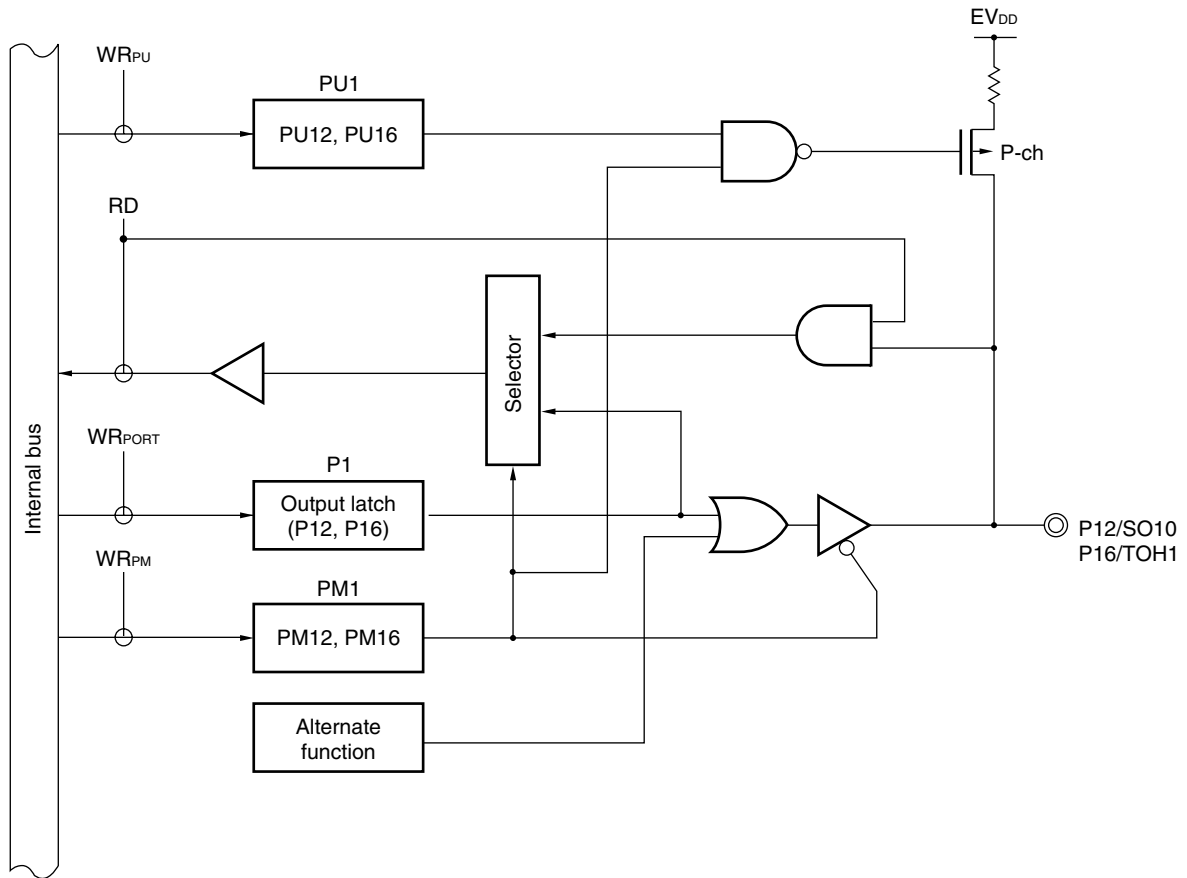 EVDD
WRPU
PU1
PU12, PU16
P-ch
RD
Selector
Internal bus
WRPORT
P1
Output latch
(P12, P16)
P12/SO10
P16/TOH1
WRPM
PM1
PM12, PM16
Alternate
function